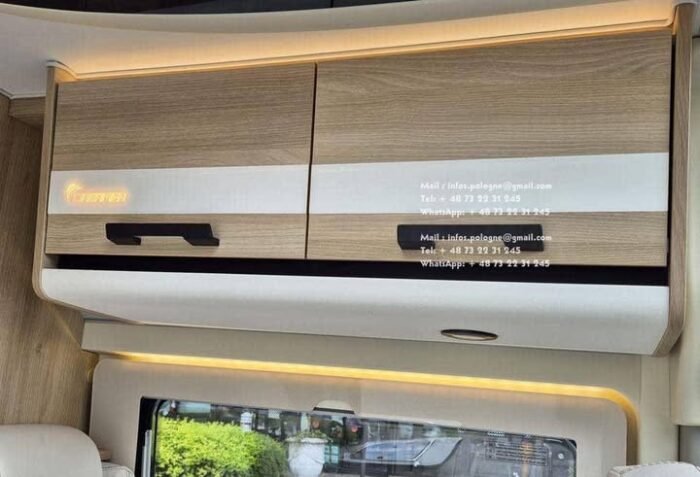 Mail : infos.pologne@gmail.com
Tel: + 48 73 22 31 245
WhatsApp: + 48 73 22 31 245
Mail : infos.pologne@gmail.com
Tel: + 48 73 22 31 245
WhatsApp: + 48 73 22 31 245